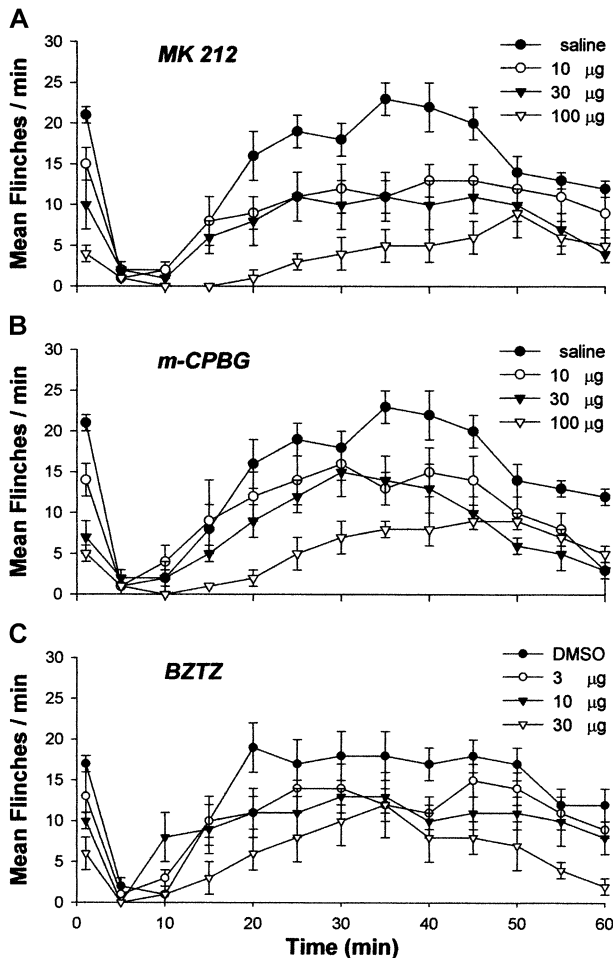 A
MK 212
saline
10 μg
30 μg
100 μg
Mean Flinches / min
30
25
20
15
10
5
0
B
m-CPBG
saline
10 μg
30 μg
100 μg
Mean Flinches / min
30
25
20
15
10
5
0
C
BZTZ
DMSO
3 μg
10 μg
30 μg
Mean Flinches / min
30
25
20
15
10
5
0
0 10 20 30 40 50 60
Time (min)